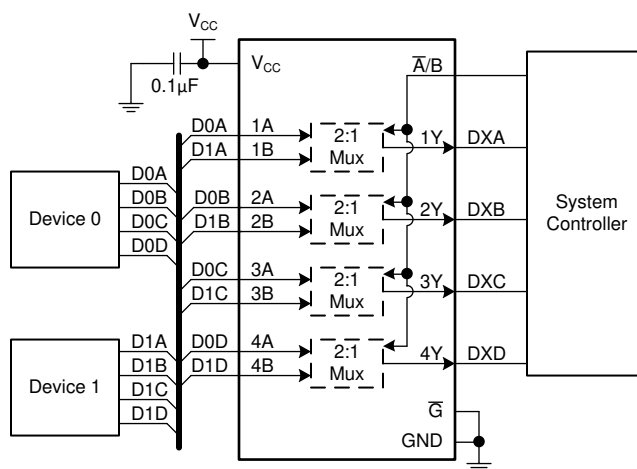 VCC
0.1µF
VCC
A/B
D0A 1A
D1A 1B
2:1
Mux
1Y DXA
D0A
D0B
D0C
D0D
Device 0
D0B 2A
D1B 2B
2:1
Mux
2Y DXB
System
Controller
D0C 3A
D1C 3B
2:1
Mux
3Y DXC
D1A
D1B
D1C
D1D
Device 1
D0D 4A
D1D 4B
2:1
Mux
4Y DXD
G
GND